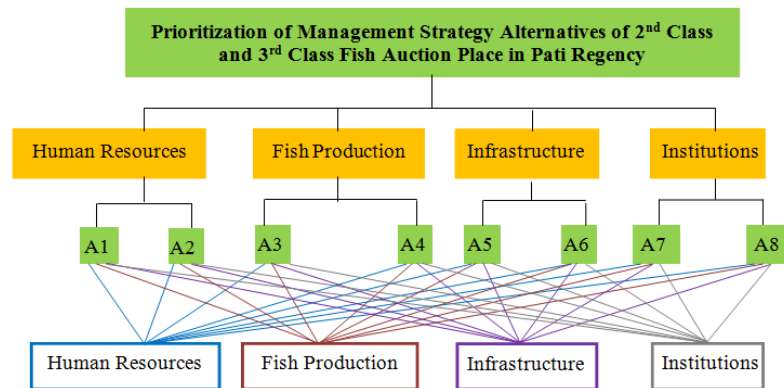 Prioritization of Management Strategy Alternatives of 2nd Class
and 3rd Class Fish Auction Place in Pati Regency
Human Resources Fish Production Infrastructure Institutions
A1 A2 A3 A4 A5 A6 A7 A8
Human Resources Fish Production Infrastructure Institutions